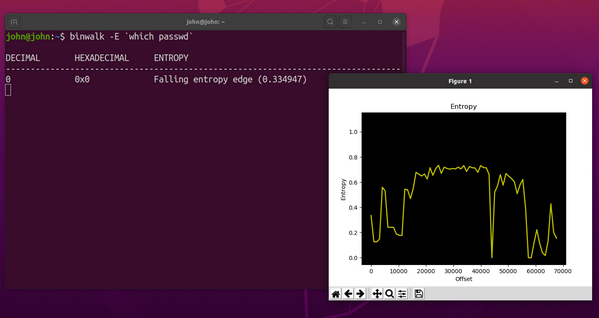 john@john: ~
john@john:~$ binwalk -E `which passwd`
DECIMAL HEXADECIMAL ENTROPY
--------------------------------------------------------------------------------
0 0x0 Falling entropy edge (0.334947)
Figure 1
Entropy
1.0
0.8
0.6
0.4
0.2
0.0
Entropy
0 10000 20000 30000 40000 50000 60000 70000
Offset